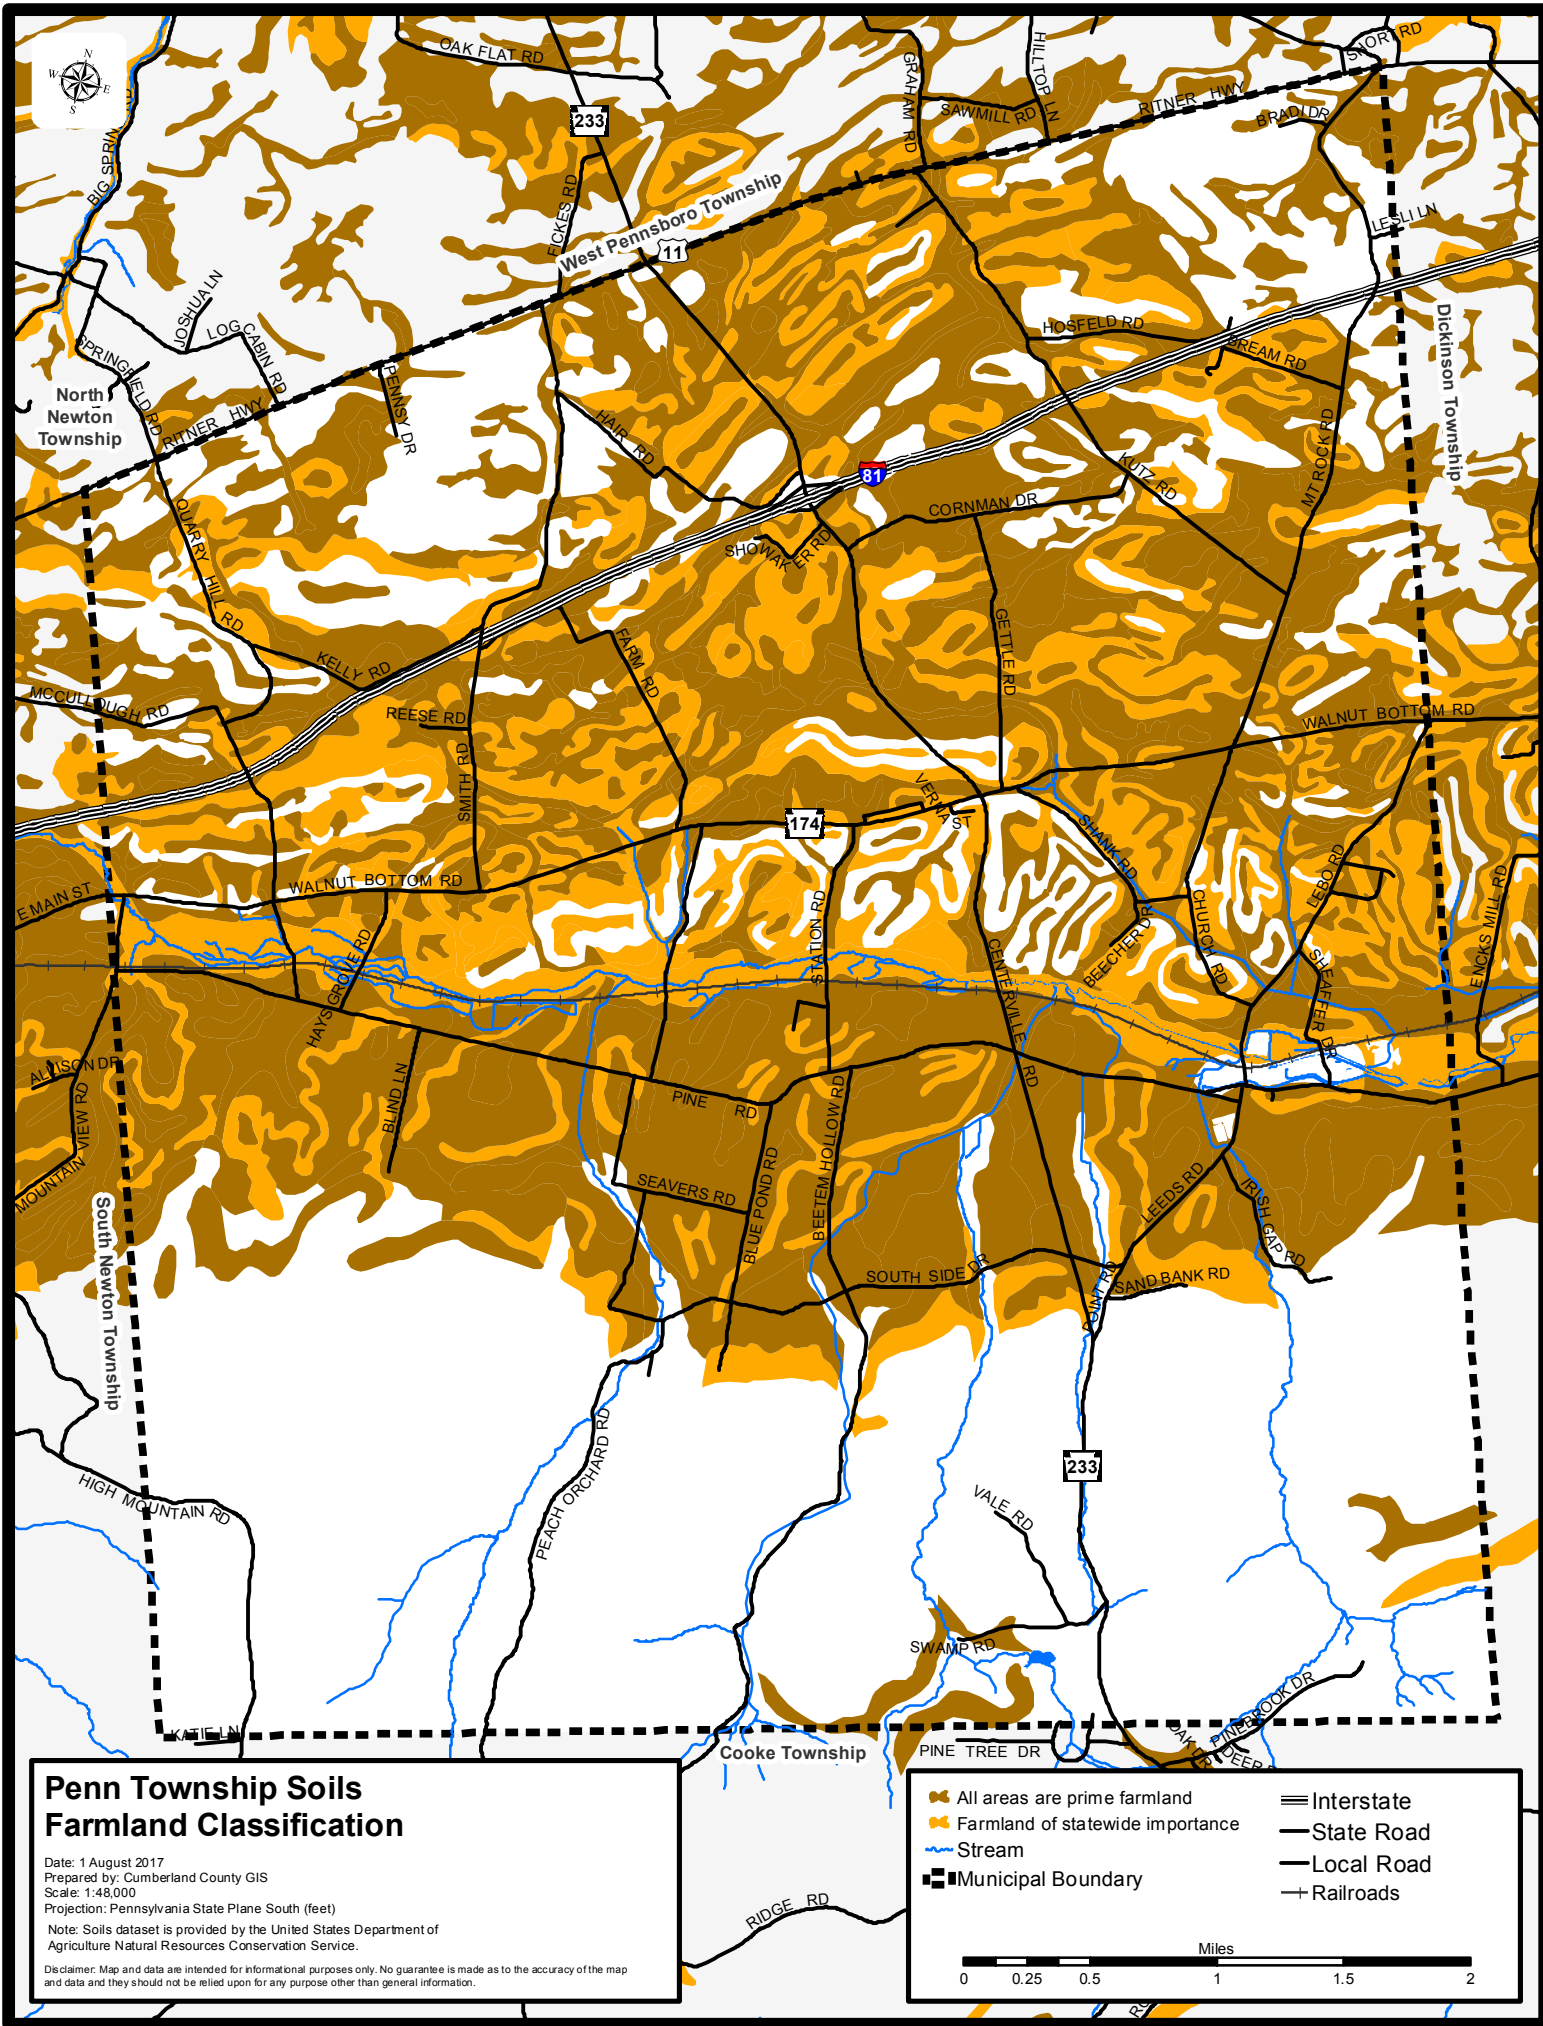 N
W
E
S
OAK FLAT RD
SHORT RD
HILLTOP LN
GRAHAM RD
SAWMILL RD
RITNER HWY
BRADI DR
233
FICKES RD
West Pennsboro Township
11
LESLI LN
JOSHUA LN
LOG CABIN RD
SPRINGFIELD RD
North
Newton
Township
RITNER HWY
PENNSY DR
HOSFELD RD
BREAM RD
Dickinson Township
HAIR RD
81
KUTZ RD
MT ROCK RD
CORNMAN DR
SHOWAKER RD
QUARRY HILL RD
KELLY RD
FARM RD
GETTLE RD
MCCULLOUGH RD
REESE RD
SMITH RD
WALNUT BOTTOM RD
VERNA ST
174
SHANK RD
E MAIN ST
WALNUT BOTTOM RD
STATION RD
LEBO RD
CHURCH RD
ENCKS MILL RD
BEECHER DR
HAYS GROVE RD
CENTERVILLE RD
SHEAFFER DR
ALLISON DR
BLIND LN
MOUNTAIN VIEW RD
PINE RD
BEETEM HOLLOW RD
BLUE POND RD
SEAVERS RD
LEEDS RD
IRISH GAP RD
South Newton Township
SOUTH SIDE DR
SAND BANK RD
POINT RD
PEACH ORCHARD RD
HIGH MOUNTAIN RD
233
VALE RD
SWAMP RD
KATIE LN
Cooke Township
PINE TREE DR
OAK DR
PINEBROOK DR
DEER
RIDGE RD
Penn Township Soils
Farmland Classification
Date: 1 August 2017
Prepared by: Cumberland County GIS
Scale: 1:48,000
Projection: Pennsylvania State Plane South (feet)
Note: Soils dataset is provided by the United States Department of
Agriculture Natural Resources Conservation Service.
Disclaimer: Map and data are intended for informational purposes only. No guarantee is made as to the accuracy of the map
and data and they should not be relied upon for any purpose other than general information.
All areas are prime farmland
Farmland of statewide importance
Stream
Municipal Boundary
Interstate
State Road
Local Road
Railroads
Miles
0 0.25 0.5 1 1.5 2